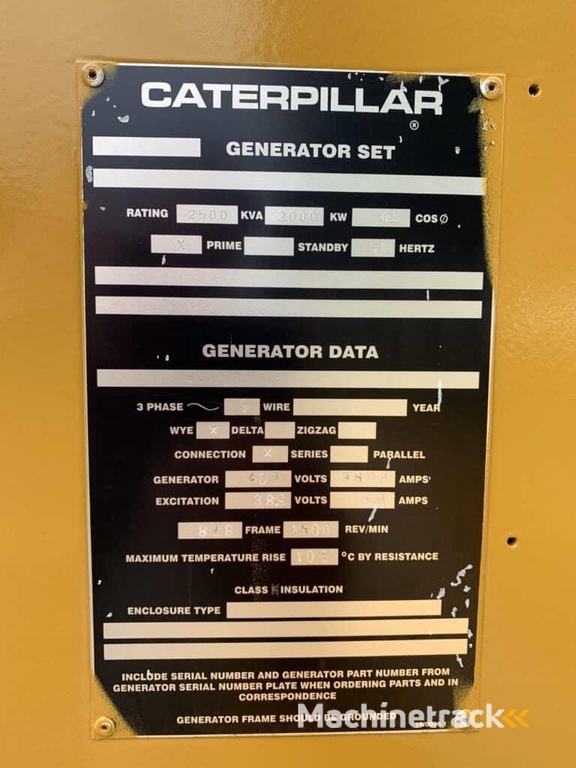 CATERPILLAR
®
GENERATOR SET
RATING 2500 KVA 2000 KW COSØ
X PRIME STANDBY HERTZ
GENERATOR DATA
3 PHASE WIRE YEAR
WYE X DELTA ZIGZAG
CONNECTION X SERIES PARALLEL
GENERATOR VOLTS AMPS
EXCITATION VOLTS AMPS
828 FRAME 1500 REV/MIN
MAXIMUM TEMPERATURE RISE °C BY RESISTANCE
CLASS INSULATION
ENCLOSURE TYPE
INCLUDE SERIAL NUMBER AND GENERATOR PART NUMBER FROM
GENERATOR SERIAL NUMBER PLATE WHEN ORDERING PARTS AND IN
CORRESPONDENCE
GENERATOR FRAME SHOULD BE GROUNDED
Machinetrack